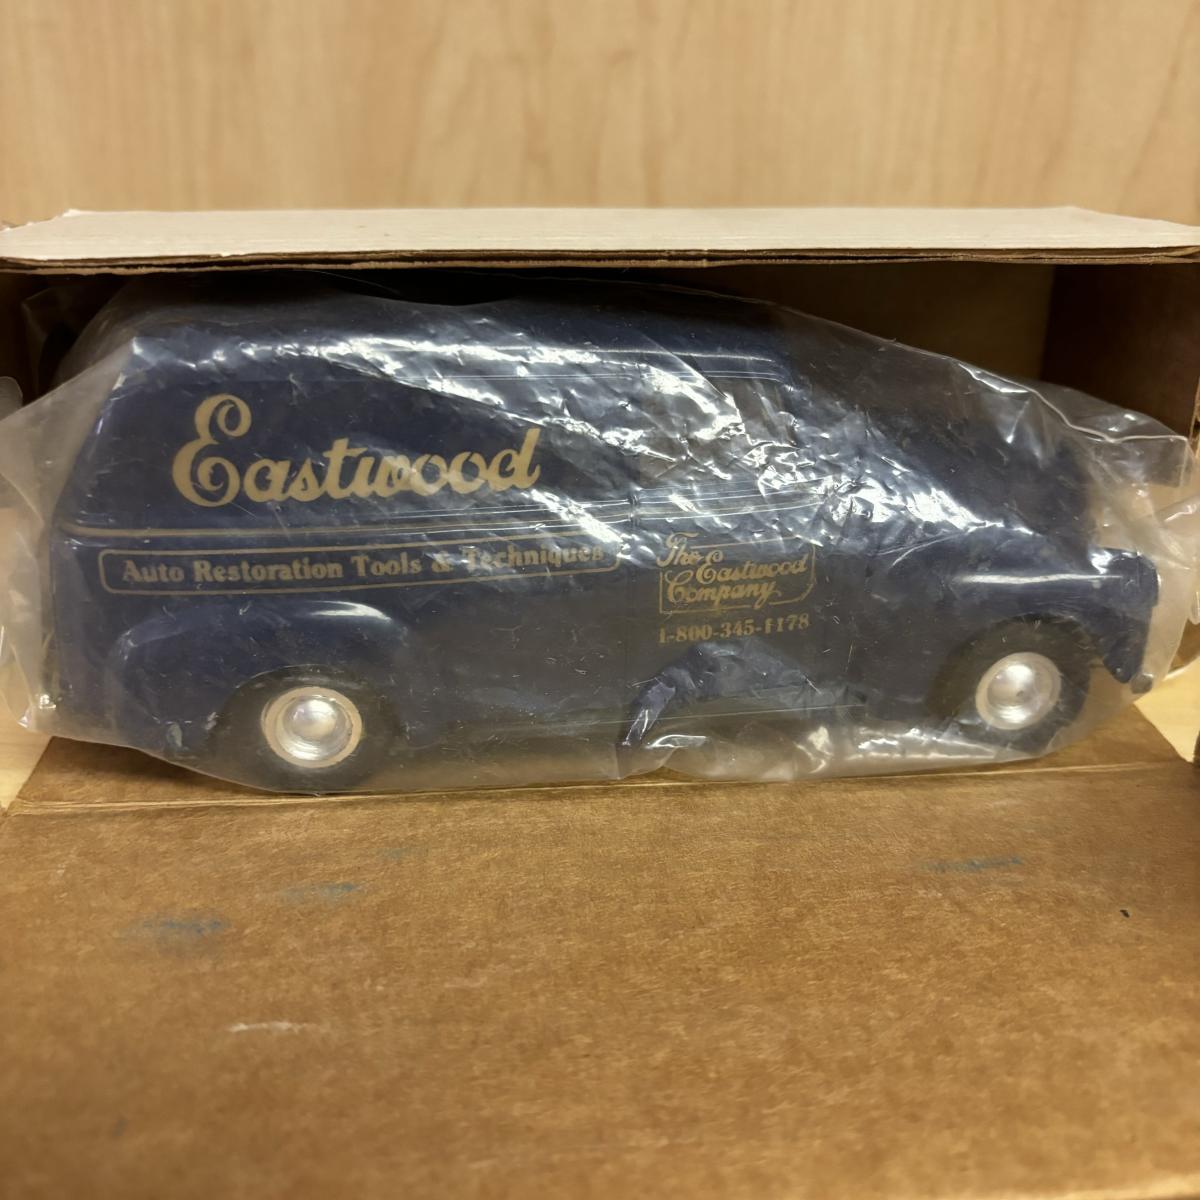 Eastwood
Auto Restoration Tools & Techniques
The
Eastwood
Company
1-800-345-1178